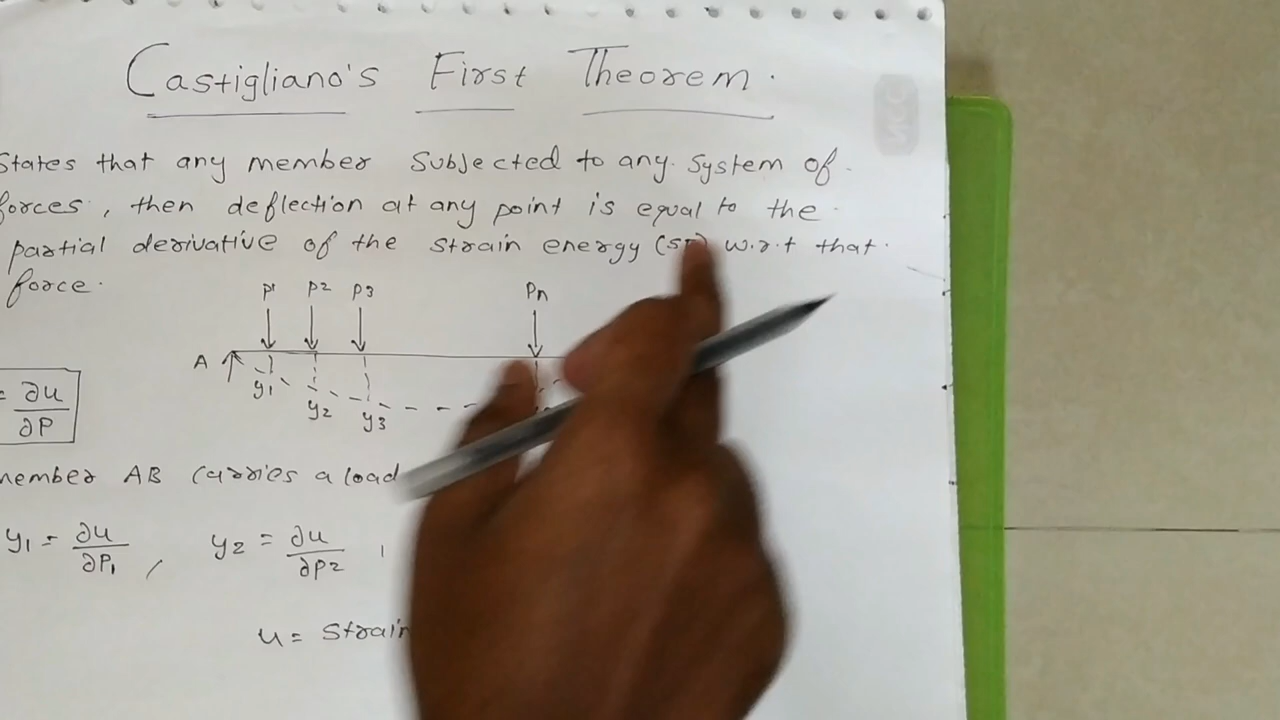 Castigliano's First Theorem.
States that any member subjected to any system of
forces, then deflection at any point is equal to the
partial derivative of the strain energy w.r.t that
force.
P1 P2 P3 Pn
A
y1 y2 y3
= ∂u/∂P
member AB carries a load
y1 = ∂u/∂P1, y2 = ∂u/∂P2,
u = Strain